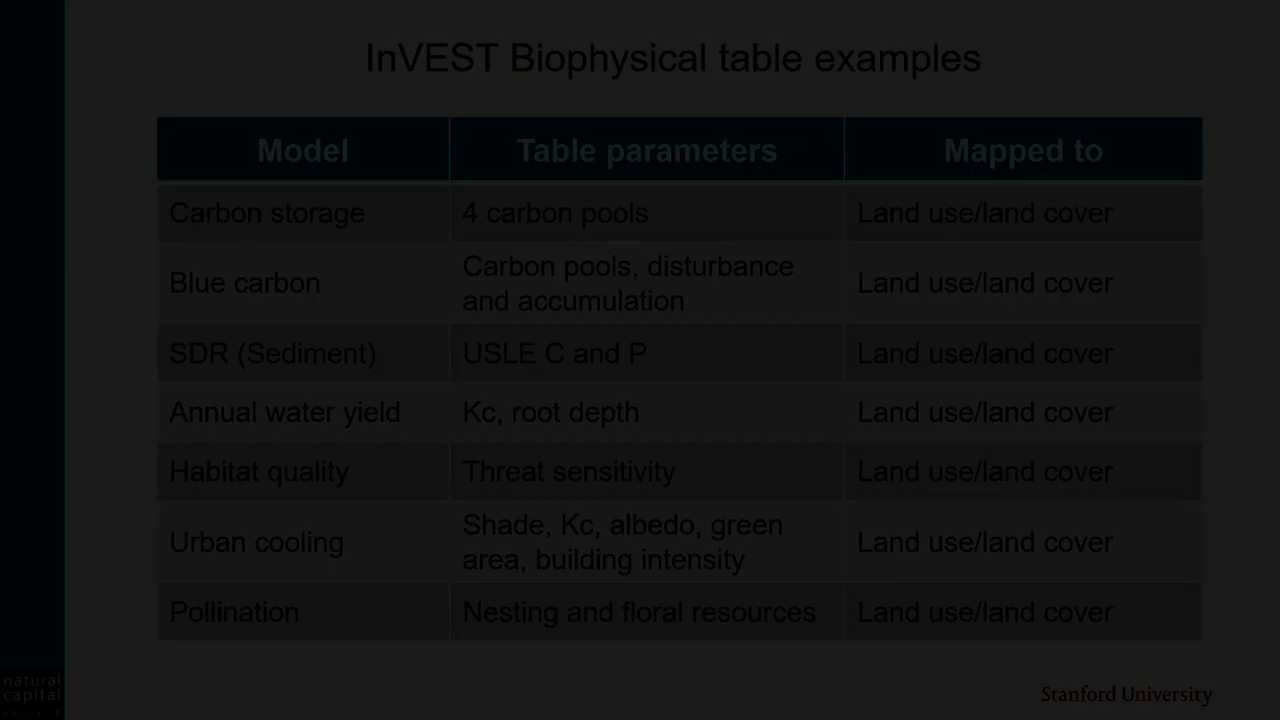 InVEST Biophysical table examples
Model Table parameters Mapped to
Carbon storage 4 carbon pools Land use/land cover
Blue carbon Carbon pools, disturbance and accumulation Land use/land cover
SDR (Sediment) USLE C and P Land use/land cover
Annual water yield Kc, root depth Land use/land cover
Habitat quality Threat sensitivity Land use/land cover
Urban cooling Shade, Kc, albedo, green area, building intensity Land use/land cover
Pollination Nesting and floral resources Land use/land cover
natural
capital
Stanford University